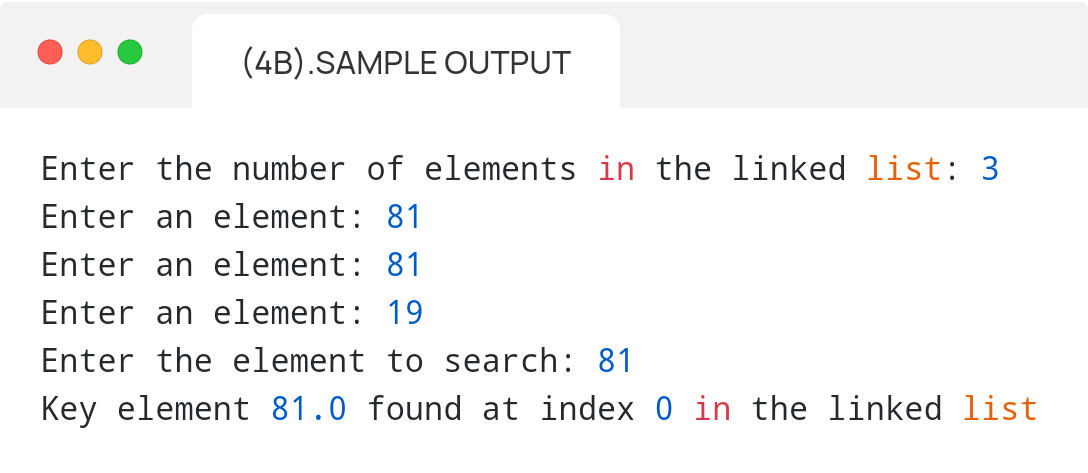 (4B).SAMPLE OUTPUT
Enter the number of elements in the linked list: 3
Enter an element: 81
Enter an element: 81
Enter an element: 19
Enter the element to search: 81
Key element 81.0 found at index 0 in the linked list